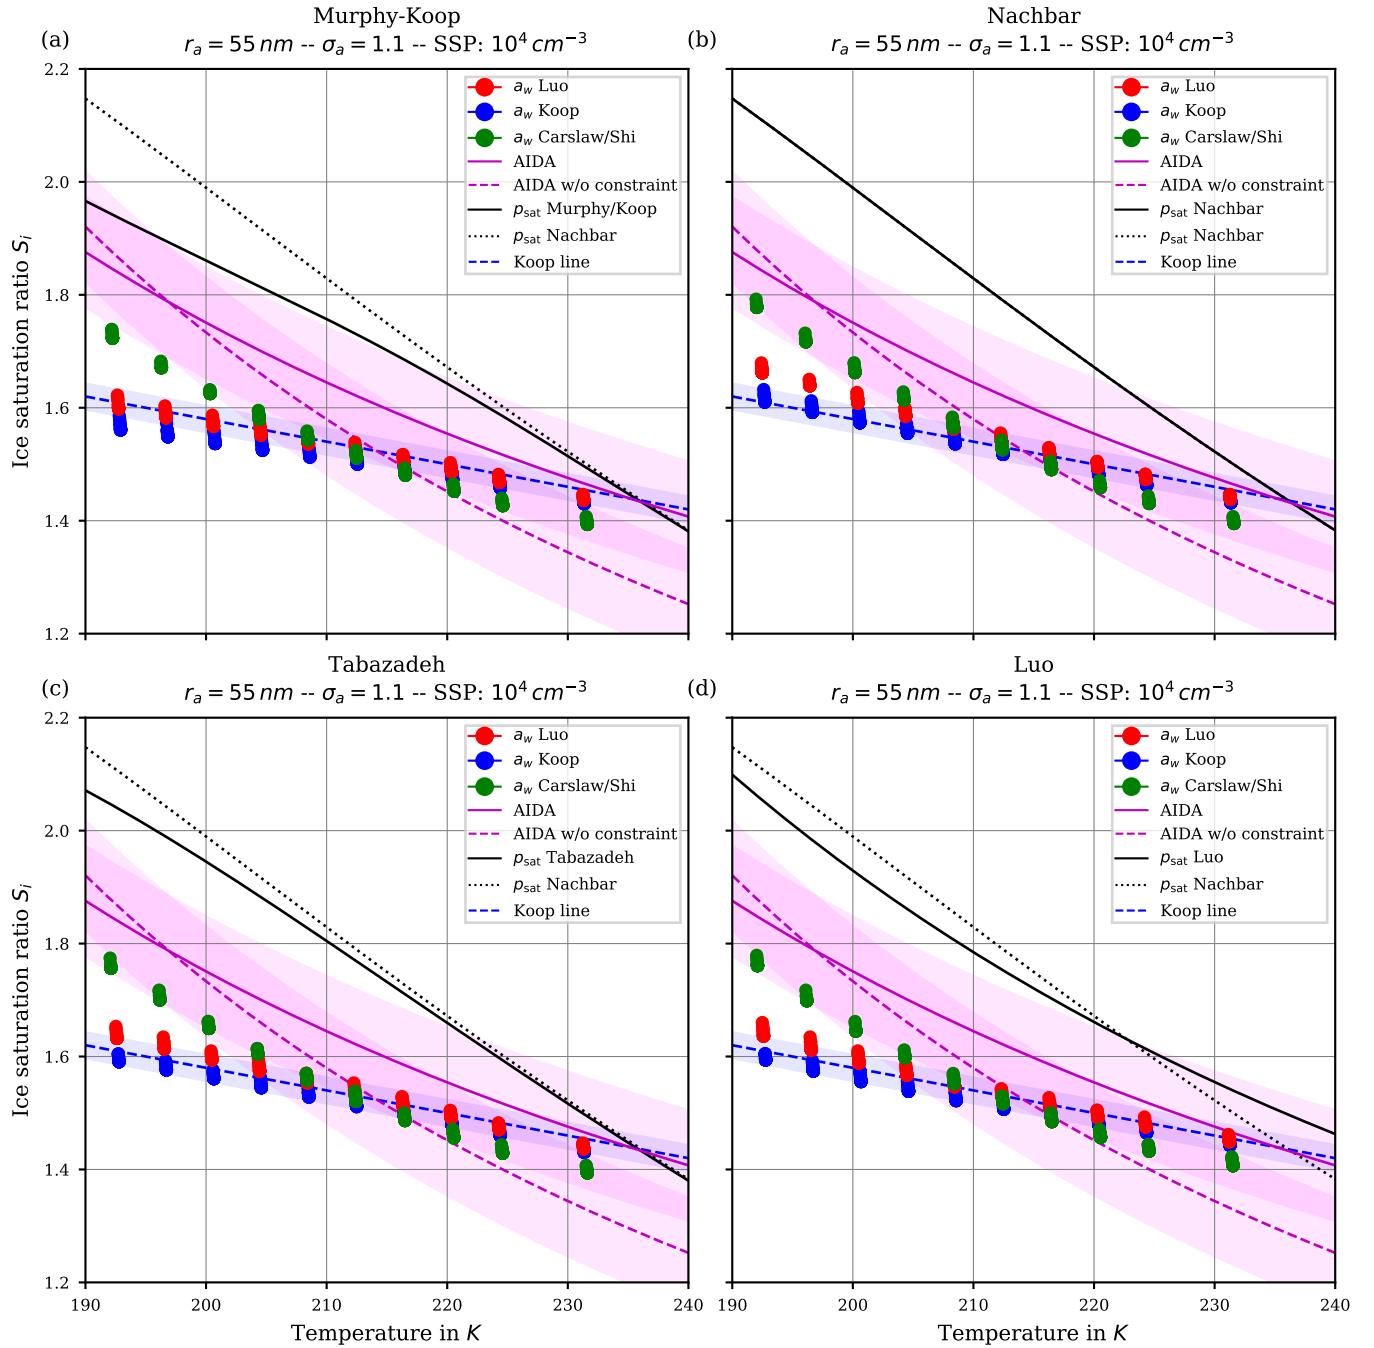 Murphy-Koop
(a) r_a = 55 nm -- σ_a = 1.1 -- SSP: 10⁴ cm⁻³
2.2
2.0
1.8
1.6
1.4
1.2
Ice saturation ratio S_i
a_w Luo
a_w Koop
a_w Carslaw/Shi
AIDA
AIDA w/o constraint
p_sat Murphy/Koop
p_sat Nachbar
Koop line
Nachbar
(b) r_a = 55 nm -- σ_a = 1.1 -- SSP: 10⁴ cm⁻³
a_w Luo
a_w Koop
a_w Carslaw/Shi
AIDA
AIDA w/o constraint
p_sat Nachbar
p_sat Nachbar
Koop line
Tabazadeh
(c) r_a = 55 nm -- σ_a = 1.1 -- SSP: 10⁴ cm⁻³
2.2
2.0
1.8
1.6
1.4
1.2
Ice saturation ratio S_i
a_w Luo
a_w Koop
a_w Carslaw/Shi
AIDA
AIDA w/o constraint
p_sat Tabazadeh
p_sat Nachbar
Koop line
190 200 210 220 230 240
Temperature in K
Luo
(d) r_a = 55 nm -- σ_a = 1.1 -- SSP: 10⁴ cm⁻³
a_w Luo
a_w Koop
a_w Carslaw/Shi
AIDA
AIDA w/o constraint
p_sat Luo
p_sat Nachbar
Koop line
190 200 210 220 230 240
Temperature in K